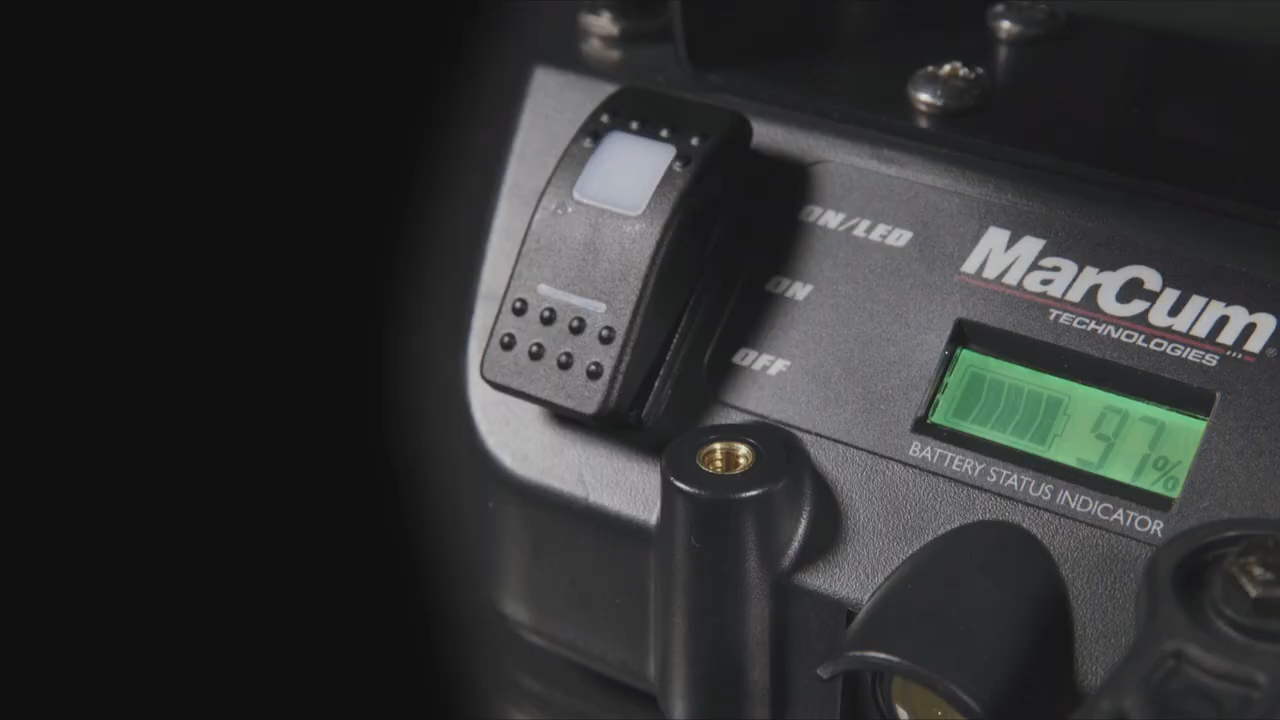 ON/LED
ON
OFF
MarCum®
TECHNOLOGIES
97%
BATTERY STATUS INDICATOR